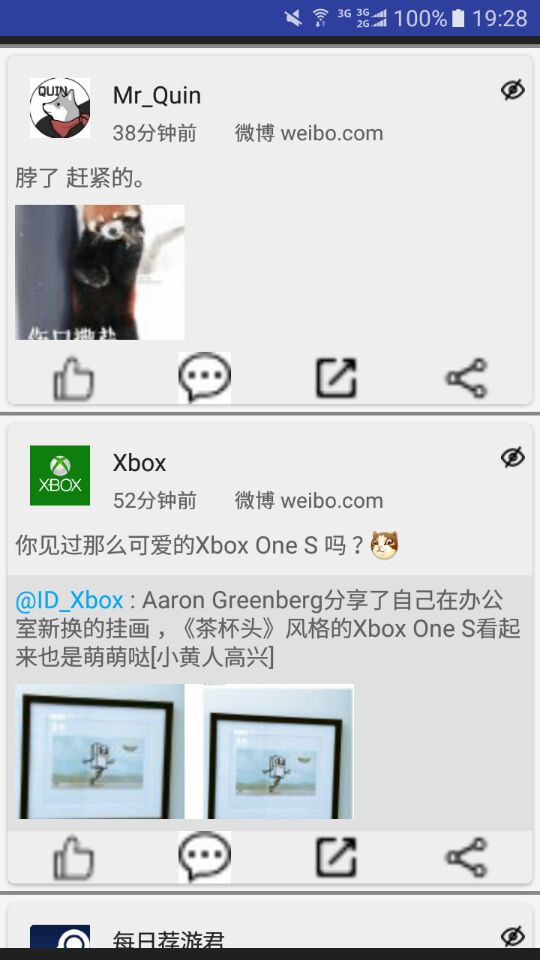 3G 3G 2G 100% 19:28
QUIN
Mr_Quin
38分钟前 微博 weibo.com
脖了 赶紧的。
XBOX
Xbox
52分钟前 微博 weibo.com
你见过那么可爱的Xbox One S 吗？
@ID_Xbox : Aaron Greenberg分享了自己在办公
室新换的挂画，《茶杯头》风格的Xbox One S看起
来也是萌萌哒[小黄人高兴]
每日荐游君